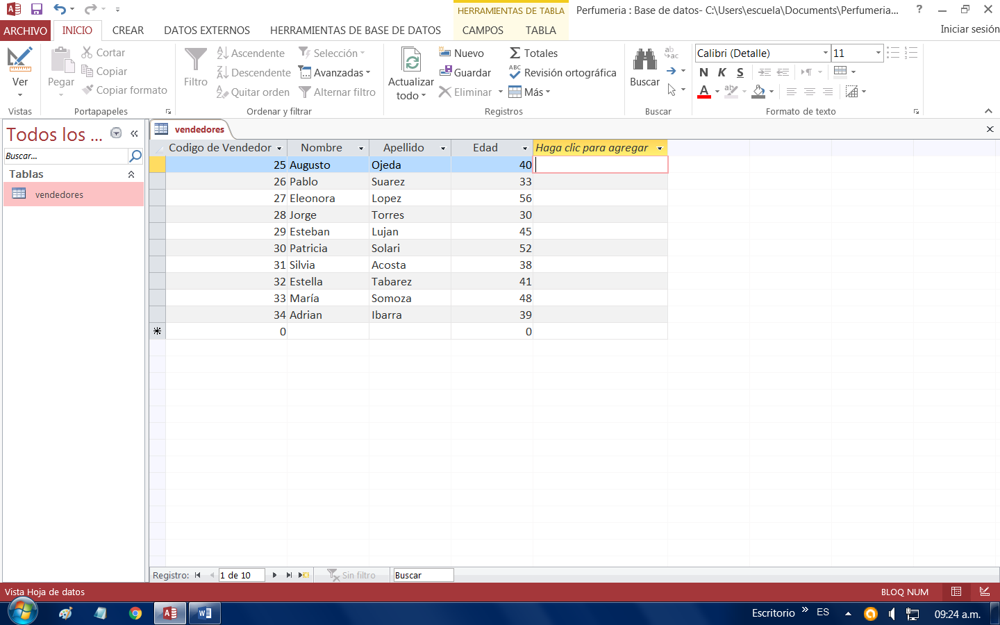 HERRAMIENTAS DE TABLA
Perfumeria : Base de datos- C:\Users\escuela\Documents\Perfumeria...
?
ARCHIVO INICIO CREAR DATOS EXTERNOS HERRAMIENTAS DE BASE DE DATOS CAMPOS TABLA
Iniciar sesión
Ver
Vistas
Pegar
Cortar
Copiar
Copiar formato
Portapapeles
Filtro
Ascendente
Descendente
Quitar orden
Selección
Avanzadas
Alternar filtro
Ordenar y filtrar
Actualizar
todo
Nuevo
Guardar
Eliminar
Totales
Revisión ortográfica
Más
Registros
Buscar
Buscar
Calibri (Detalle) 11
N K S
A
Formato de texto
Todos los ...
Buscar...
Tablas
vendedores
vendedores
Codigo de Vendedor Nombre Apellido Edad Haga clic para agregar
25 Augusto Ojeda 40
26 Pablo Suarez 33
27 Eleonora Lopez 56
28 Jorge Torres 30
29 Esteban Lujan 45
30 Patricia Solari 52
31 Silvia Acosta 38
32 Estella Tabarez 41
33 María Somoza 48
34 Adrian Ibarra 39
0 0
Registro: 1 de 10 Sin filtro Buscar
Vista Hoja de datos
BLOQ NUM
Escritorio » ES 09:24 a.m.